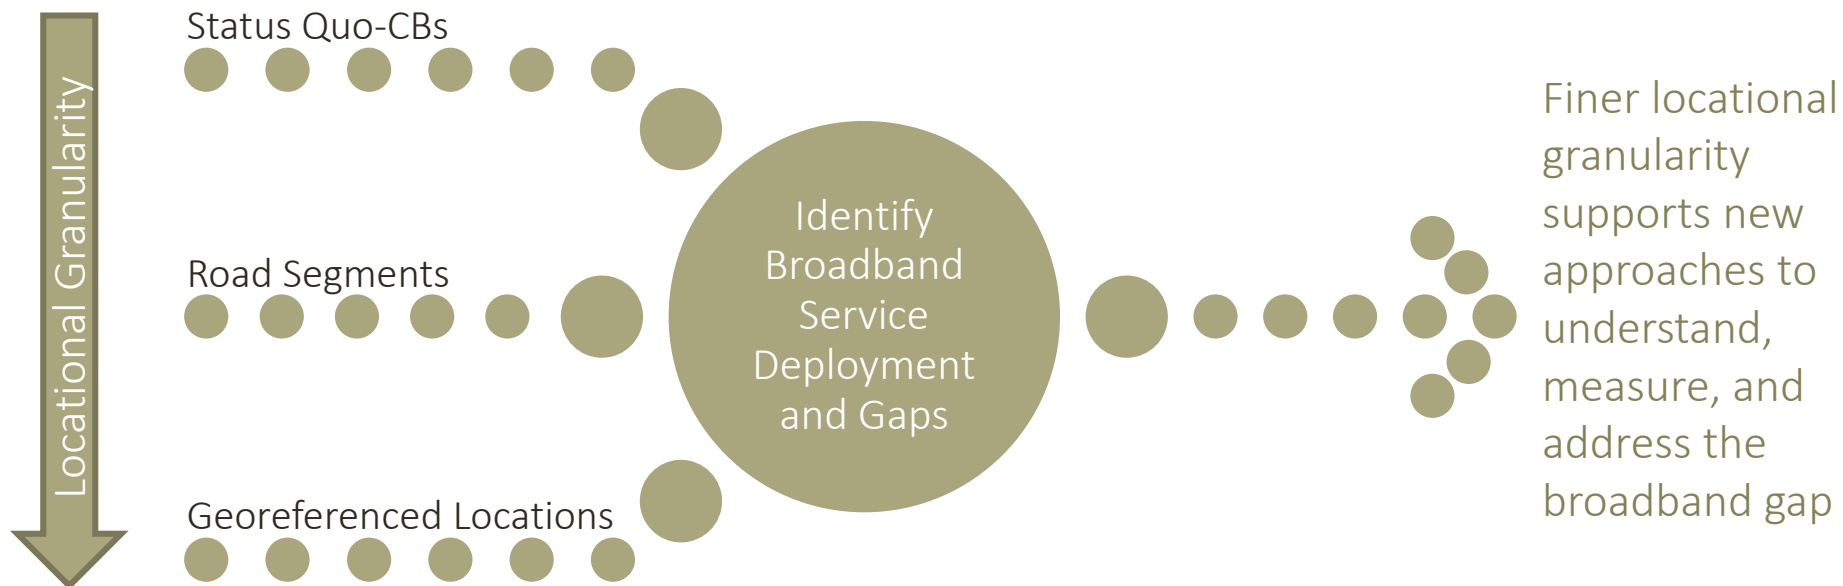 Locational Granularity
Status Quo-CBs
Road Segments
Georeferenced Locations
Identify
Broadband
Service
Deployment
and Gaps
Finer locational
granularity
supports new
approaches to
understand,
measure, and
address the
broadband gap